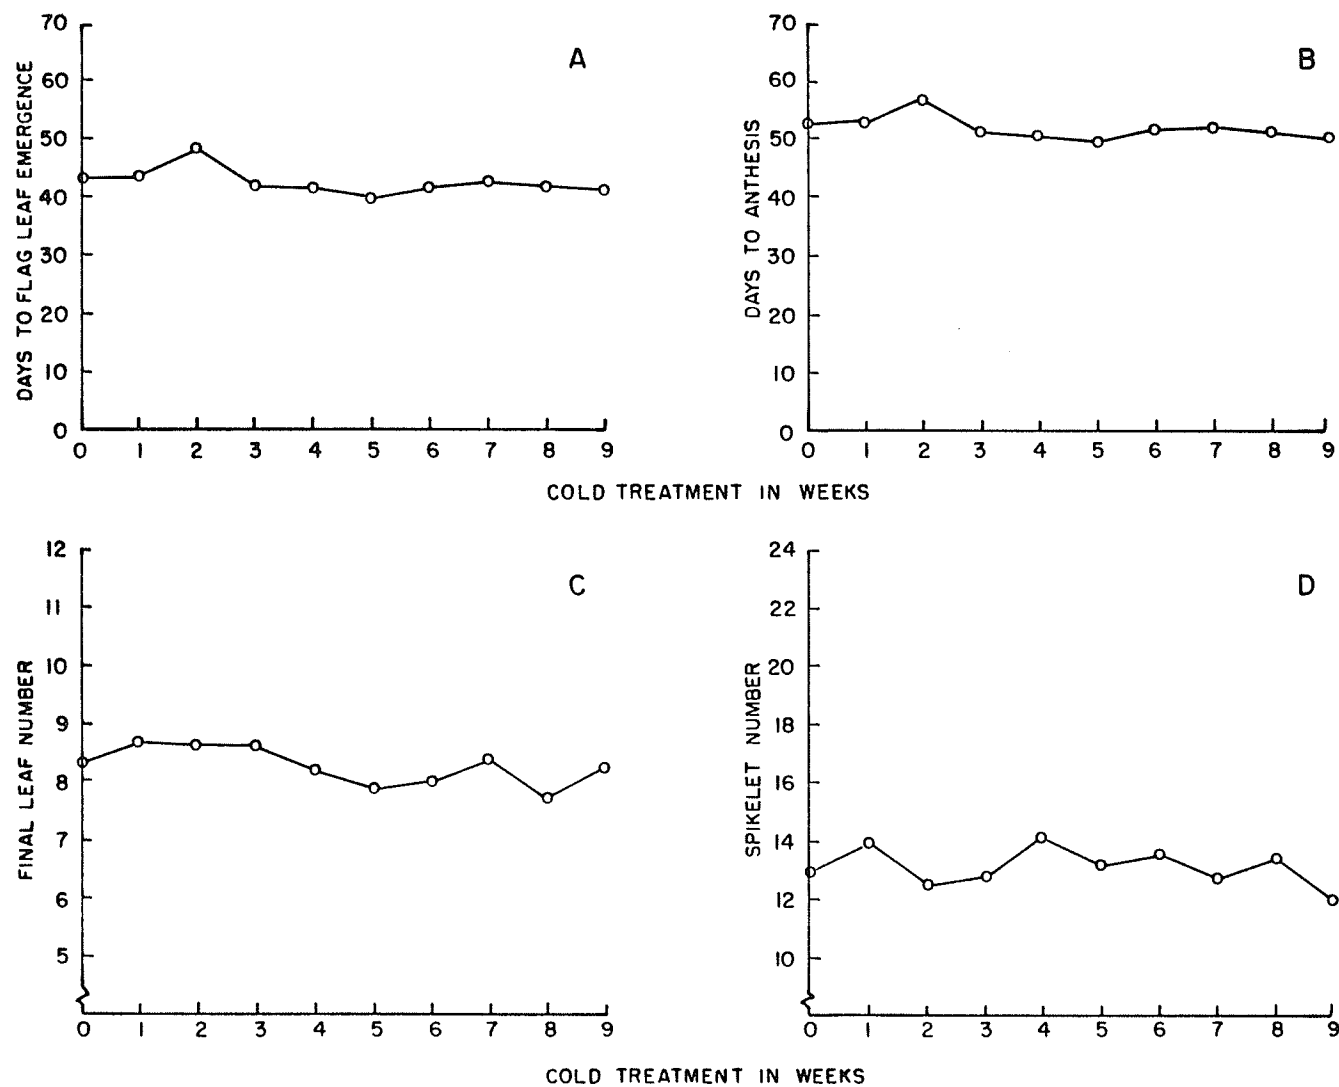 A
DAYS TO FLAG LEAF EMERGENCE
70
60
50
40
30
20
10
0
0 1 2 3 4 5 6 7 8 9
B
DAYS TO ANTHESIS
70
60
50
40
30
20
10
0
0 1 2 3 4 5 6 7 8 9
COLD TREATMENT IN WEEKS
C
FINAL LEAF NUMBER
12
11
10
9
8
7
6
5
0 1 2 3 4 5 6 7 8 9
D
SPIKELET NUMBER
24
22
20
18
16
14
12
10
0 1 2 3 4 5 6 7 8 9
COLD TREATMENT IN WEEKS